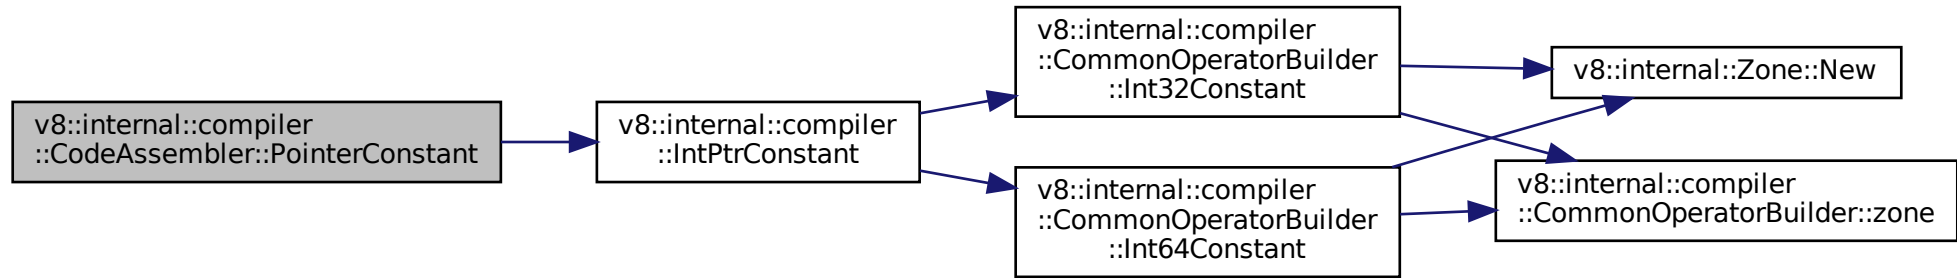 v8::internal::compiler
::CodeAssembler::PointerConstant
v8::internal::compiler
::IntPtrConstant
v8::internal::compiler
::CommonOperatorBuilder
::Int32Constant
v8::internal::compiler
::CommonOperatorBuilder
::Int64Constant
v8::internal::Zone::New
v8::internal::compiler
::CommonOperatorBuilder::zone